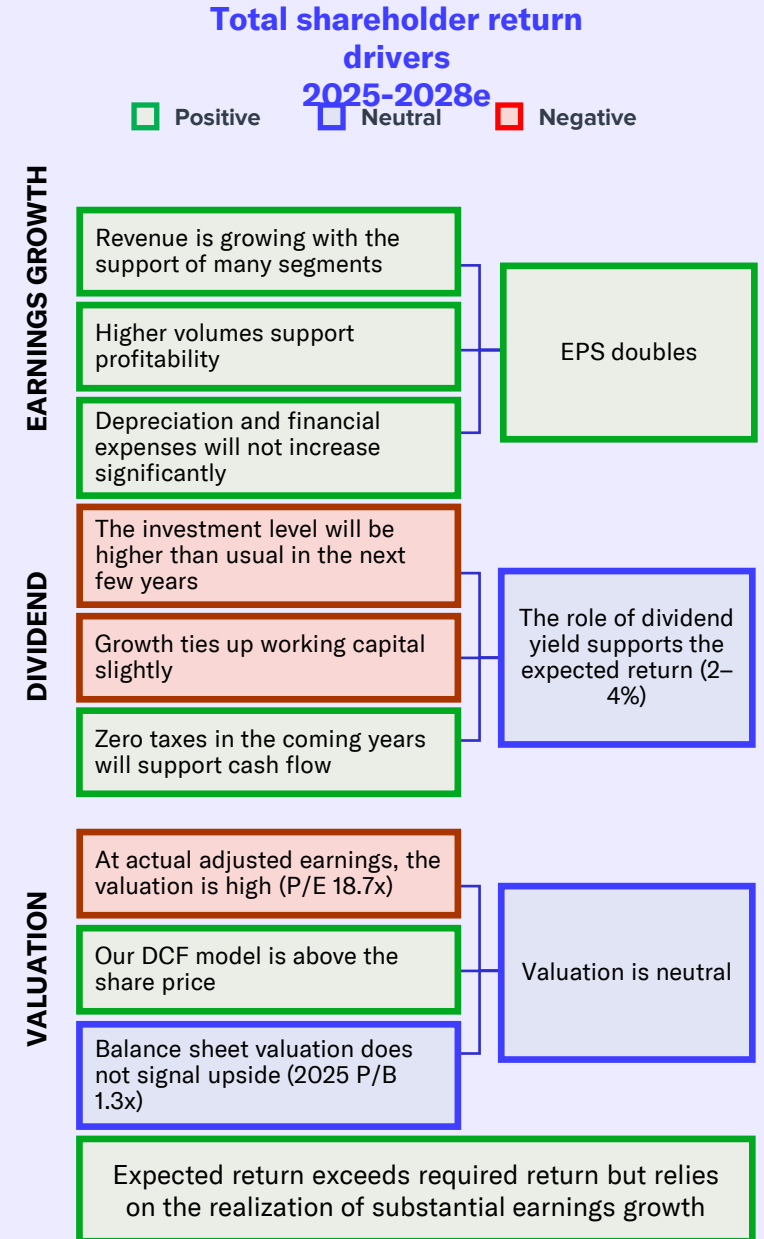 Total shareholder return
drivers
2025-2028e
Positive
Neutral
Negative
EARNINGS GROWTH
Revenue is growing with the
support of many segments
Higher volumes support
profitability
Depreciation and financial
expenses will not increase
significantly
EPS doubles
DIVIDEND
The investment level will be
higher than usual in the next
few years
Growth ties up working capital
slightly
Zero taxes in the coming years
will support cash flow
The role of dividend
yield supports the
expected return (2–
4%)
VALUATION
At actual adjusted earnings, the
valuation is high (P/E 18.7x)
Our DCF model is above the
share price
Balance sheet valuation does
not signal upside (2025 P/B
1.3x)
Valuation is neutral
Expected return exceeds required return but relies
on the realization of substantial earnings growth